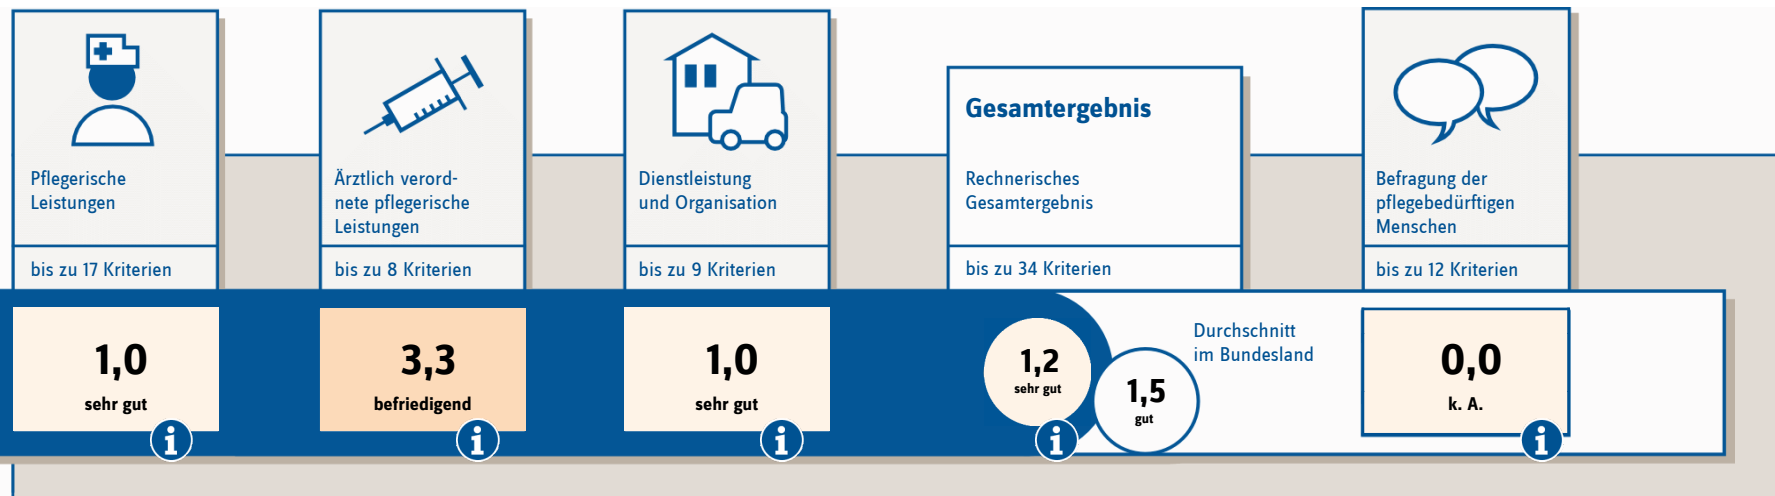 Pflegerische
Leistungen
bis zu 17 Kriterien
1,0
sehr gut
Ärztlich verord-
nete pflegerische
Leistungen
bis zu 8 Kriterien
3,3
befriedigend
Dienstleistung
und Organisation
bis zu 9 Kriterien
1,0
sehr gut
Gesamtergebnis
Rechnerisches
Gesamtergebnis
bis zu 34 Kriterien
1,2
sehr gut
1,5
gut
Durchschnitt
im Bundesland
Befragung der
pflegebedürftigen
Menschen
bis zu 12 Kriterien
0,0
k. A.